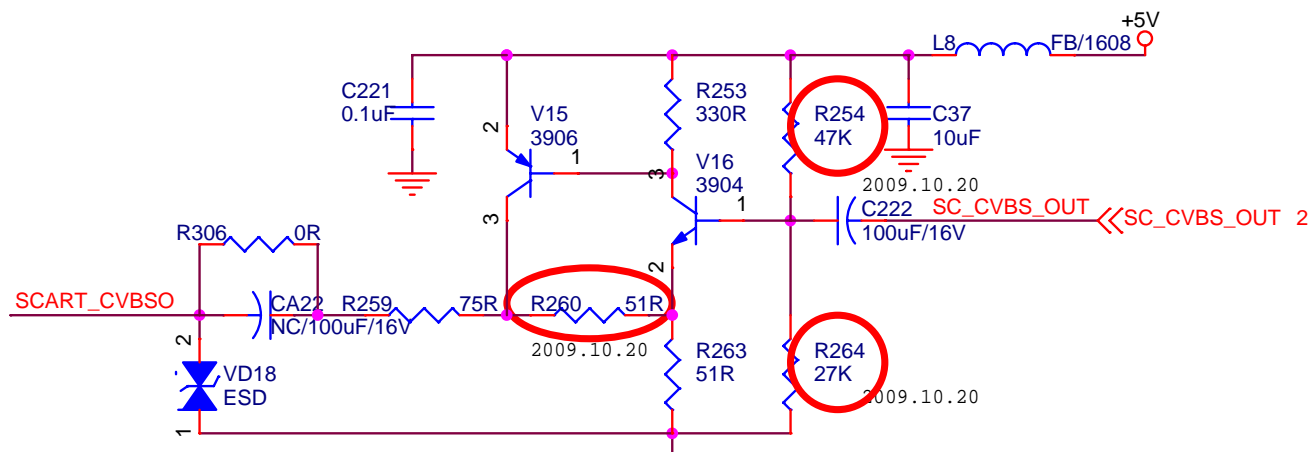 +5V
L8
FB/1608
C221
0.1uF
V15
3906
2
1
3
R253
330R
V16
3904
3
1
2
R254
47K
2009.10.20
C37
10uF
C222
100uF/16V
SC_CVBS_OUT
SC_CVBS_OUT 2
R306
0R
SCART_CVBSO
CA22
NC/100uF/16V
R259
75R
R260
51R
2009.10.20
R263
51R
R264
27K
2009.10.20
2
VD18
ESD
1